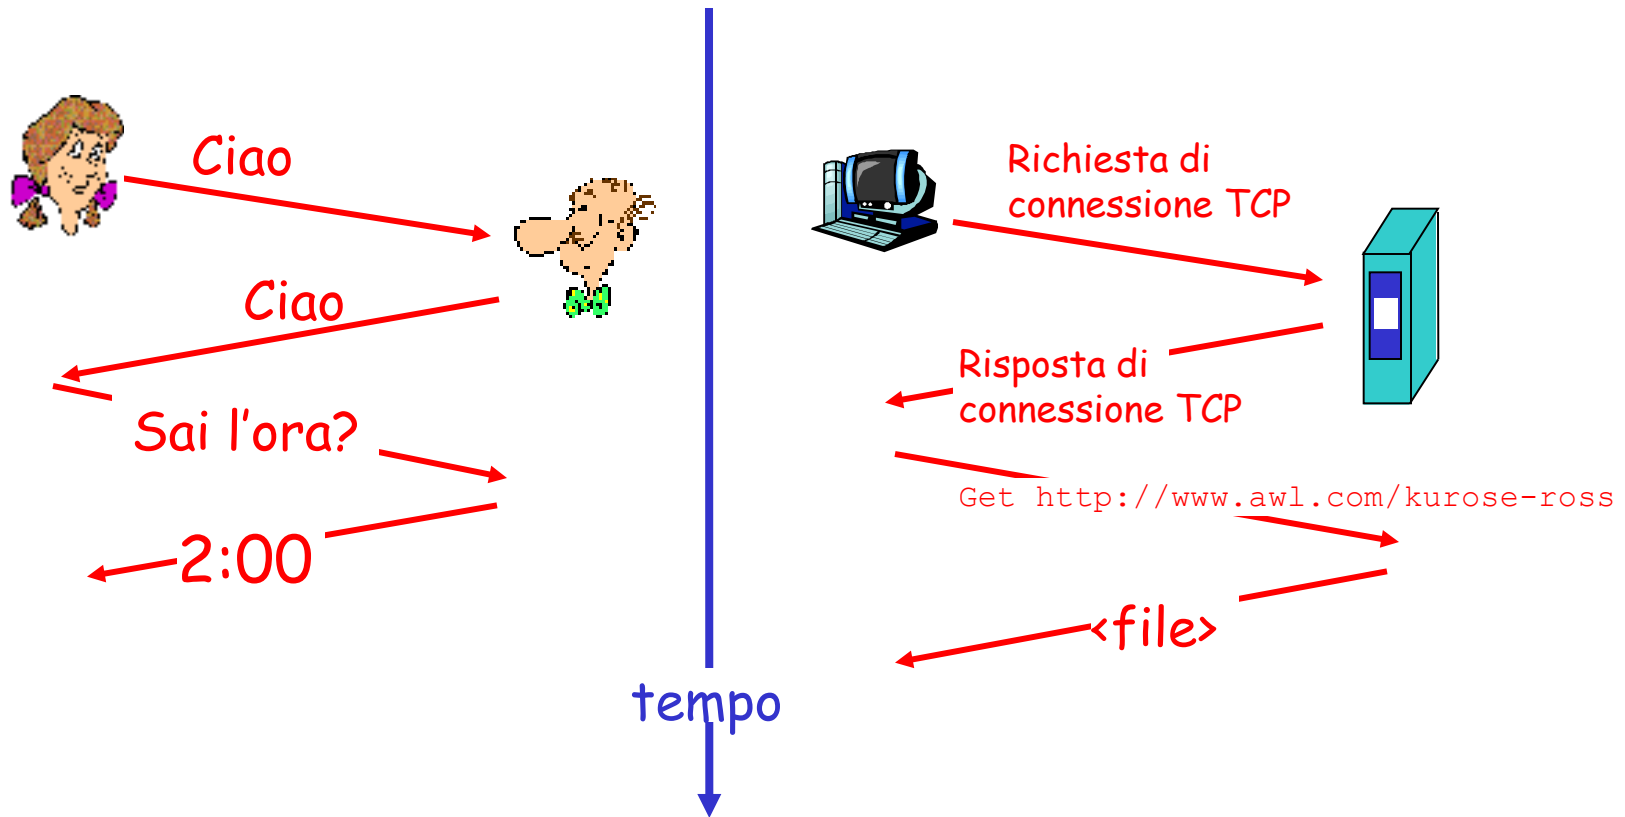 Ciao
Ciao
Sai l'ora?
2:00
tempo
Richiesta di
connessione TCP
Risposta di
connessione TCP
Get http://www.awl.com/kurose-ross
<file>